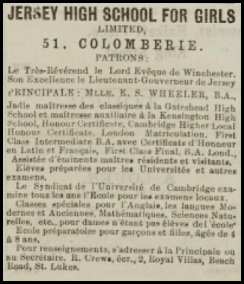 JERSEY HIGH SCHOOL FOR GIRLS
LIMITED,
51, COLOMBERIE.
PATRONS:
Le Très-Révérend le Lord Evêque de Winchester.
Son Excellence le Lieutenant-Gouverneur de Jersey
PRINCIPALE: MLLE. E. S. WHEELER, B.A.,
Jadis maîtresse des classiques à la Gateshead High
School et maîtresse auxiliaire à la Kensington High
School, Honour Certificate, Cambridge Higher Local
Honour Certificate. London Matriculation, First
Class Intermediate B.A, avec Certificats d'Honneur
en Latin et Français, First Class Final, B.A. Lond.,
Assistée d'éminents maîtres résidents et visitants.
Elèves préparées pour les Universités et autres
examens.
Le Syndicat de l'Université de Cambridge exa-
mine tous les ans l'Ecole pour les examens locaux.
Classes spéciales pour l'Anglais, les langues Mo-
dernes et Anciennes, Mathématiques, Sciences Natu-
relles, etc., pour dames n'étant pas élèves de l'école
Ecole préparatoire pour garçons et filles, âgés de 4
à 8 ans.
Pour renseignements, s'adresser à la Principale ou
au Secrétaire. R. Crews, écr., 2, Royal Villas, Beach
Road, St. Lukes.